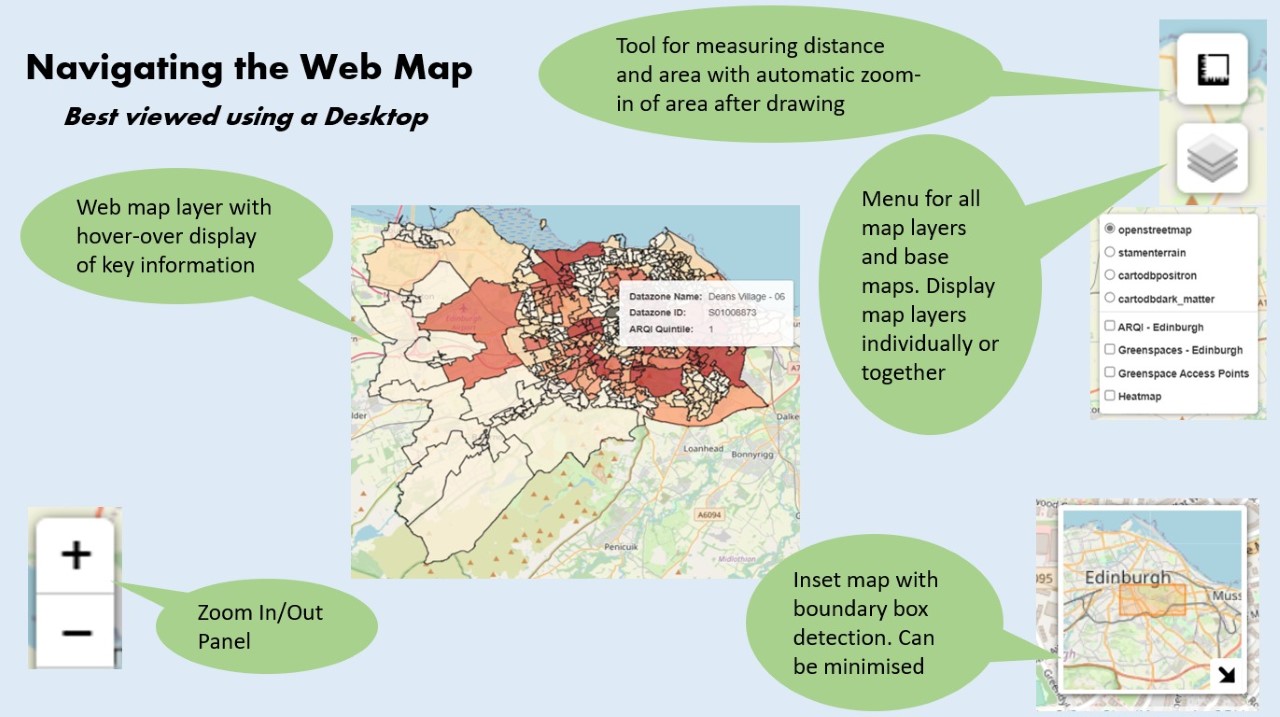 Navigating the Web Map
Best viewed using a Desktop
Tool for measuring distance
and area with automatic zoom-
in of area after drawing
Web map layer with
hover-over display
of key information
Menu for all
map layers
and base
maps. Display
map layers
individually or
together
openstreetmap
stamenterrain
cartodbpositron
cartodbdark_matter
ARQI - Edinburgh
Greenspaces - Edinburgh
Greenspace Access Points
Heatmap
Datazone Name: Deans Village - 06
Datazone ID: S01008873
ARQI Quintile: 1
Edinburgh
Airport
A7
Dalke
lder
Loanhead
Bonnyrigg
A6094
Penicuik
Midlothian
+
−
Zoom In/Out
Panel
Inset map with
boundary box
detection. Can
be minimised
095
Edinburgh
Muss